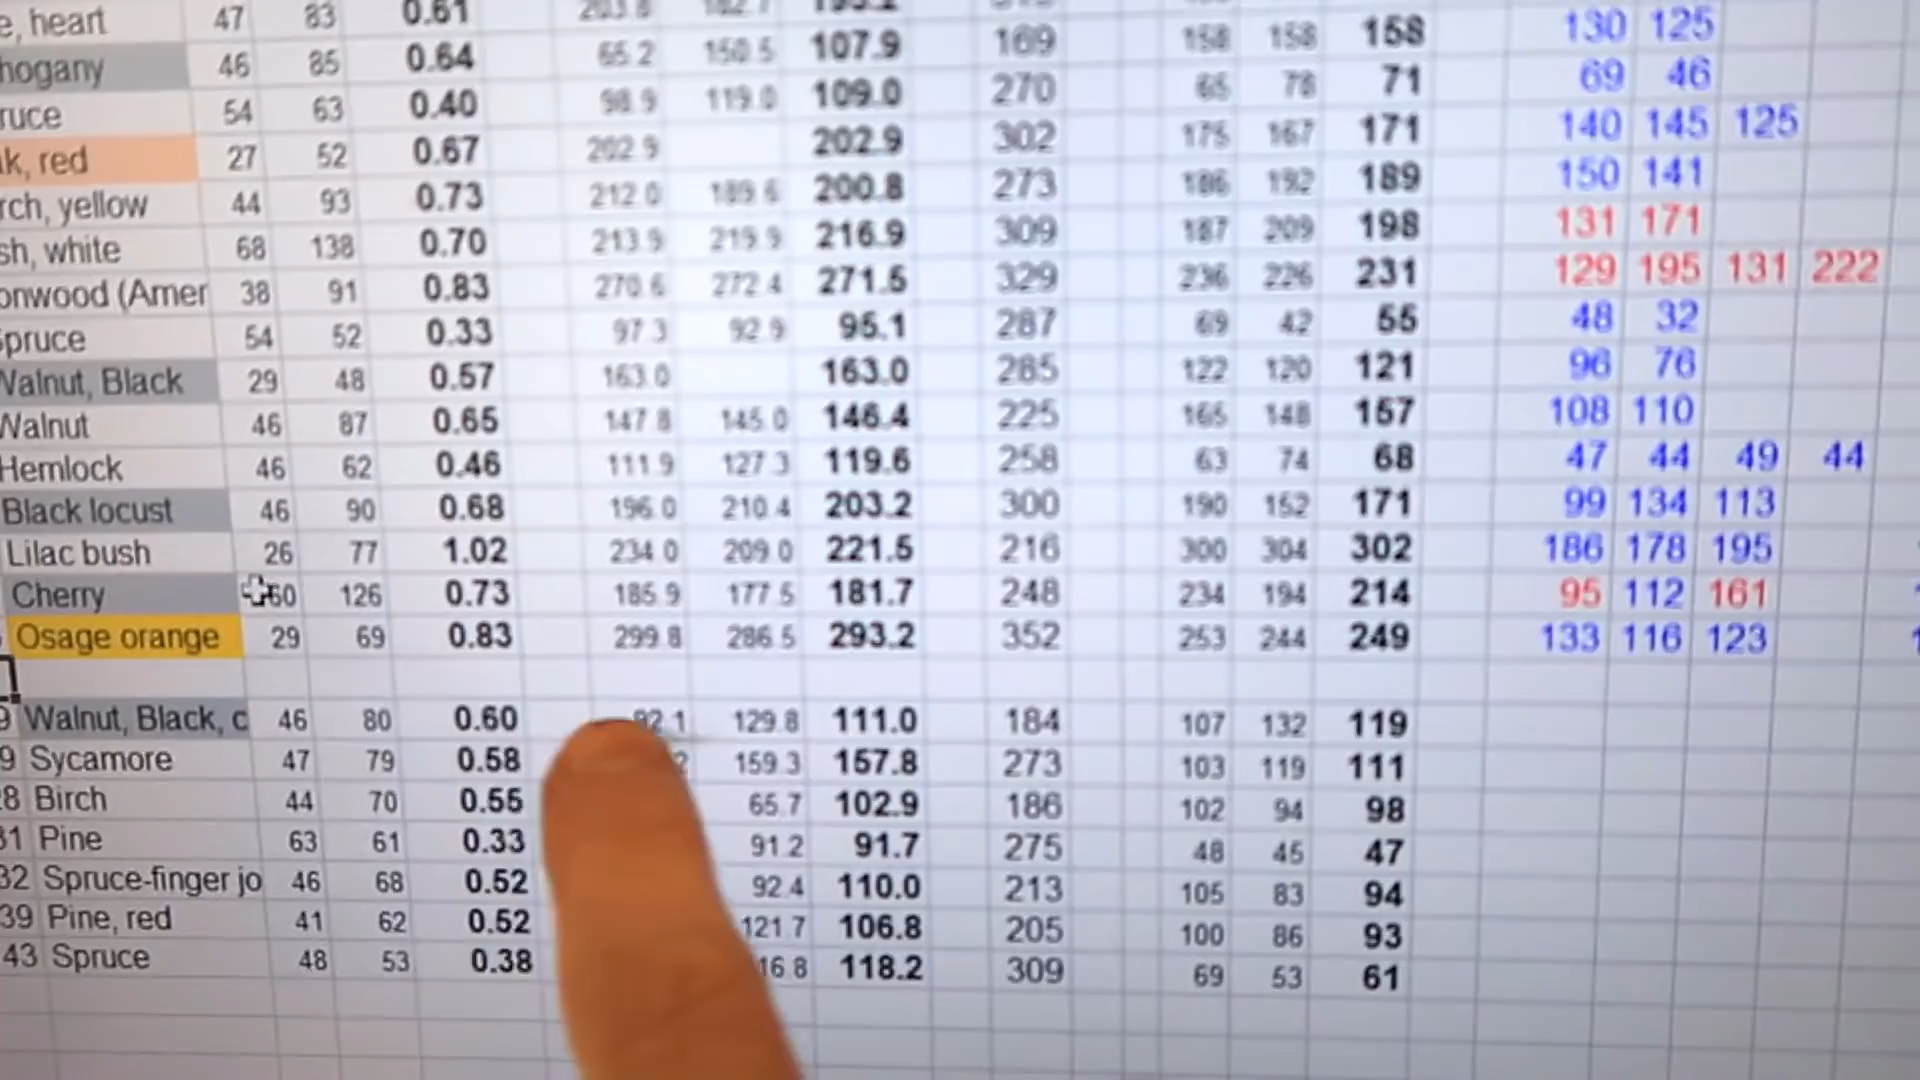 e, heart 47 83 0.61
hogany 46 85 0.64 65.2 150.5 107.9 169 158 158 158 130 125
ruce 54 63 0.40 98.9 119.0 109.0 270 65 78 71 69 46
k, red 27 52 0.67 202.9 202.9 302 175 167 171 140 145 125
rch, yellow 44 93 0.73 212.0 189.6 200.8 273 186 192 189 150 141
sh, white 68 138 0.70 213.9 219.9 216.9 309 187 209 198 131 171
onwood (Amer 38 91 0.83 270.6 272.4 271.5 329 236 226 231 129 195 131 222
pruce 54 52 0.33 97.3 92.9 95.1 287 69 42 55 48 32
Walnut, Black 29 48 0.57 163.0 163.0 285 122 120 121 96 76
Walnut 46 87 0.65 147.8 145.0 146.4 225 165 148 157 108 110
Hemlock 46 62 0.46 111.9 127.3 119.6 258 63 74 68 47 44 49 44
Black locust 46 90 0.68 196.0 210.4 203.2 300 190 152 171 99 134 113
Lilac bush 26 77 1.02 234.0 209.0 221.5 216 300 304 302 186 178 195
Cherry 60 126 0.73 185.9 177.5 181.7 248 234 194 214 95 112 161
Osage orange 29 69 0.83 299.8 286.5 293.2 352 253 244 249 133 116 123
9 Walnut, Black, c 46 80 0.60 92.1 129.8 111.0 184 107 132 119
9 Sycamore 47 79 0.58 2 159.3 157.8 273 103 119 111
28 Birch 44 70 0.55 65.7 102.9 186 102 94 98
31 Pine 63 61 0.33 91.2 91.7 275 48 45 47
32 Spruce-finger jo 46 68 0.52 92.4 110.0 213 105 83 94
39 Pine, red 41 62 0.52 121.7 106.8 205 100 86 93
43 Spruce 48 53 0.38 16.8 118.2 309 69 53 61